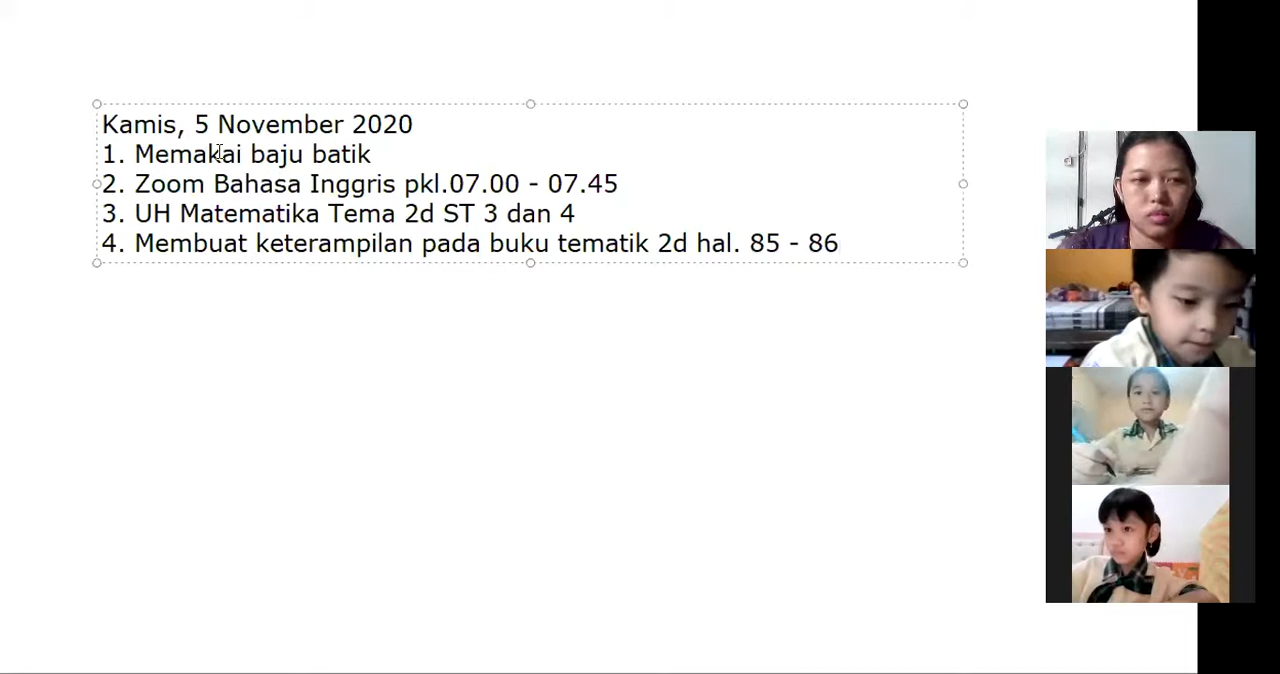 Kamis, 5 November 2020
1. Memakai baju batik
2. Zoom Bahasa Inggris pkl.07.00 - 07.45
3. UH Matematika Tema 2d ST 3 dan 4
4. Membuat keterampilan pada buku tematik 2d hal. 85 - 86